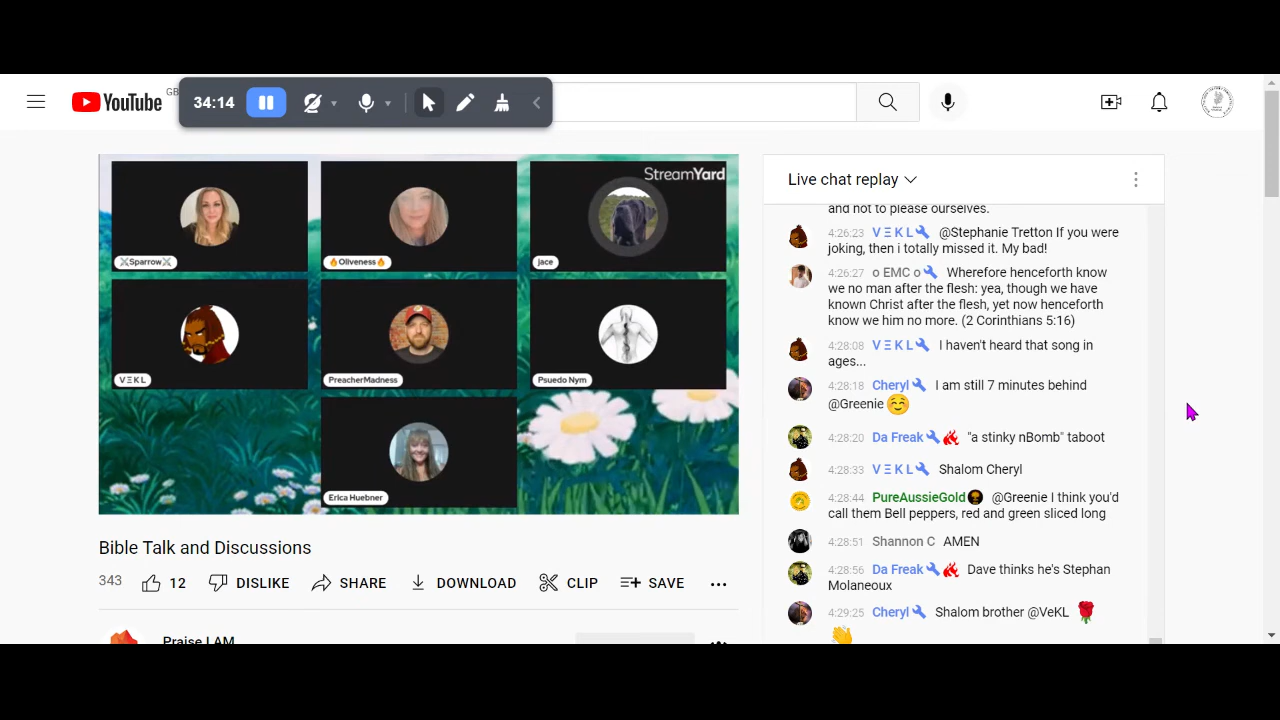 34:14
YouTube
GB
StreamYard
⚔Sparrow⚔
🔥Oliveness🔥
jace
VΞKL
PreacherMadness
Psuedo Nym
Erica Huebner
Bible Talk and Discussions
343
12
DISLIKE
SHARE
DOWNLOAD
CLIP
SAVE
Praise I AM
Live chat replay
and not to please ourselves.
4:26:23 V Ξ K L @Stephanie Tretton If you were
joking, then i totally missed it. My bad!
4:26:27 o EMC o Wherefore henceforth know
we no man after the flesh: yea, though we have
known Christ after the flesh, yet now henceforth
know we him no more. (2 Corinthians 5:16)
4:28:08 V Ξ K L I haven't heard that song in
ages...
4:28:18 Cheryl I am still 7 minutes behind
@Greenie 😊
4:28:20 Da Freak "a stinky nBomb" taboot
4:28:33 V Ξ K L Shalom Cheryl
4:28:44 PureAussieGold @Greenie I think you'd
call them Bell peppers, red and green sliced long
4:28:51 Shannon C AMEN
4:28:56 Da Freak Dave thinks he's Stephan
Molaneoux
4:29:25 Cheryl Shalom brother @VeKL 🌹
👏